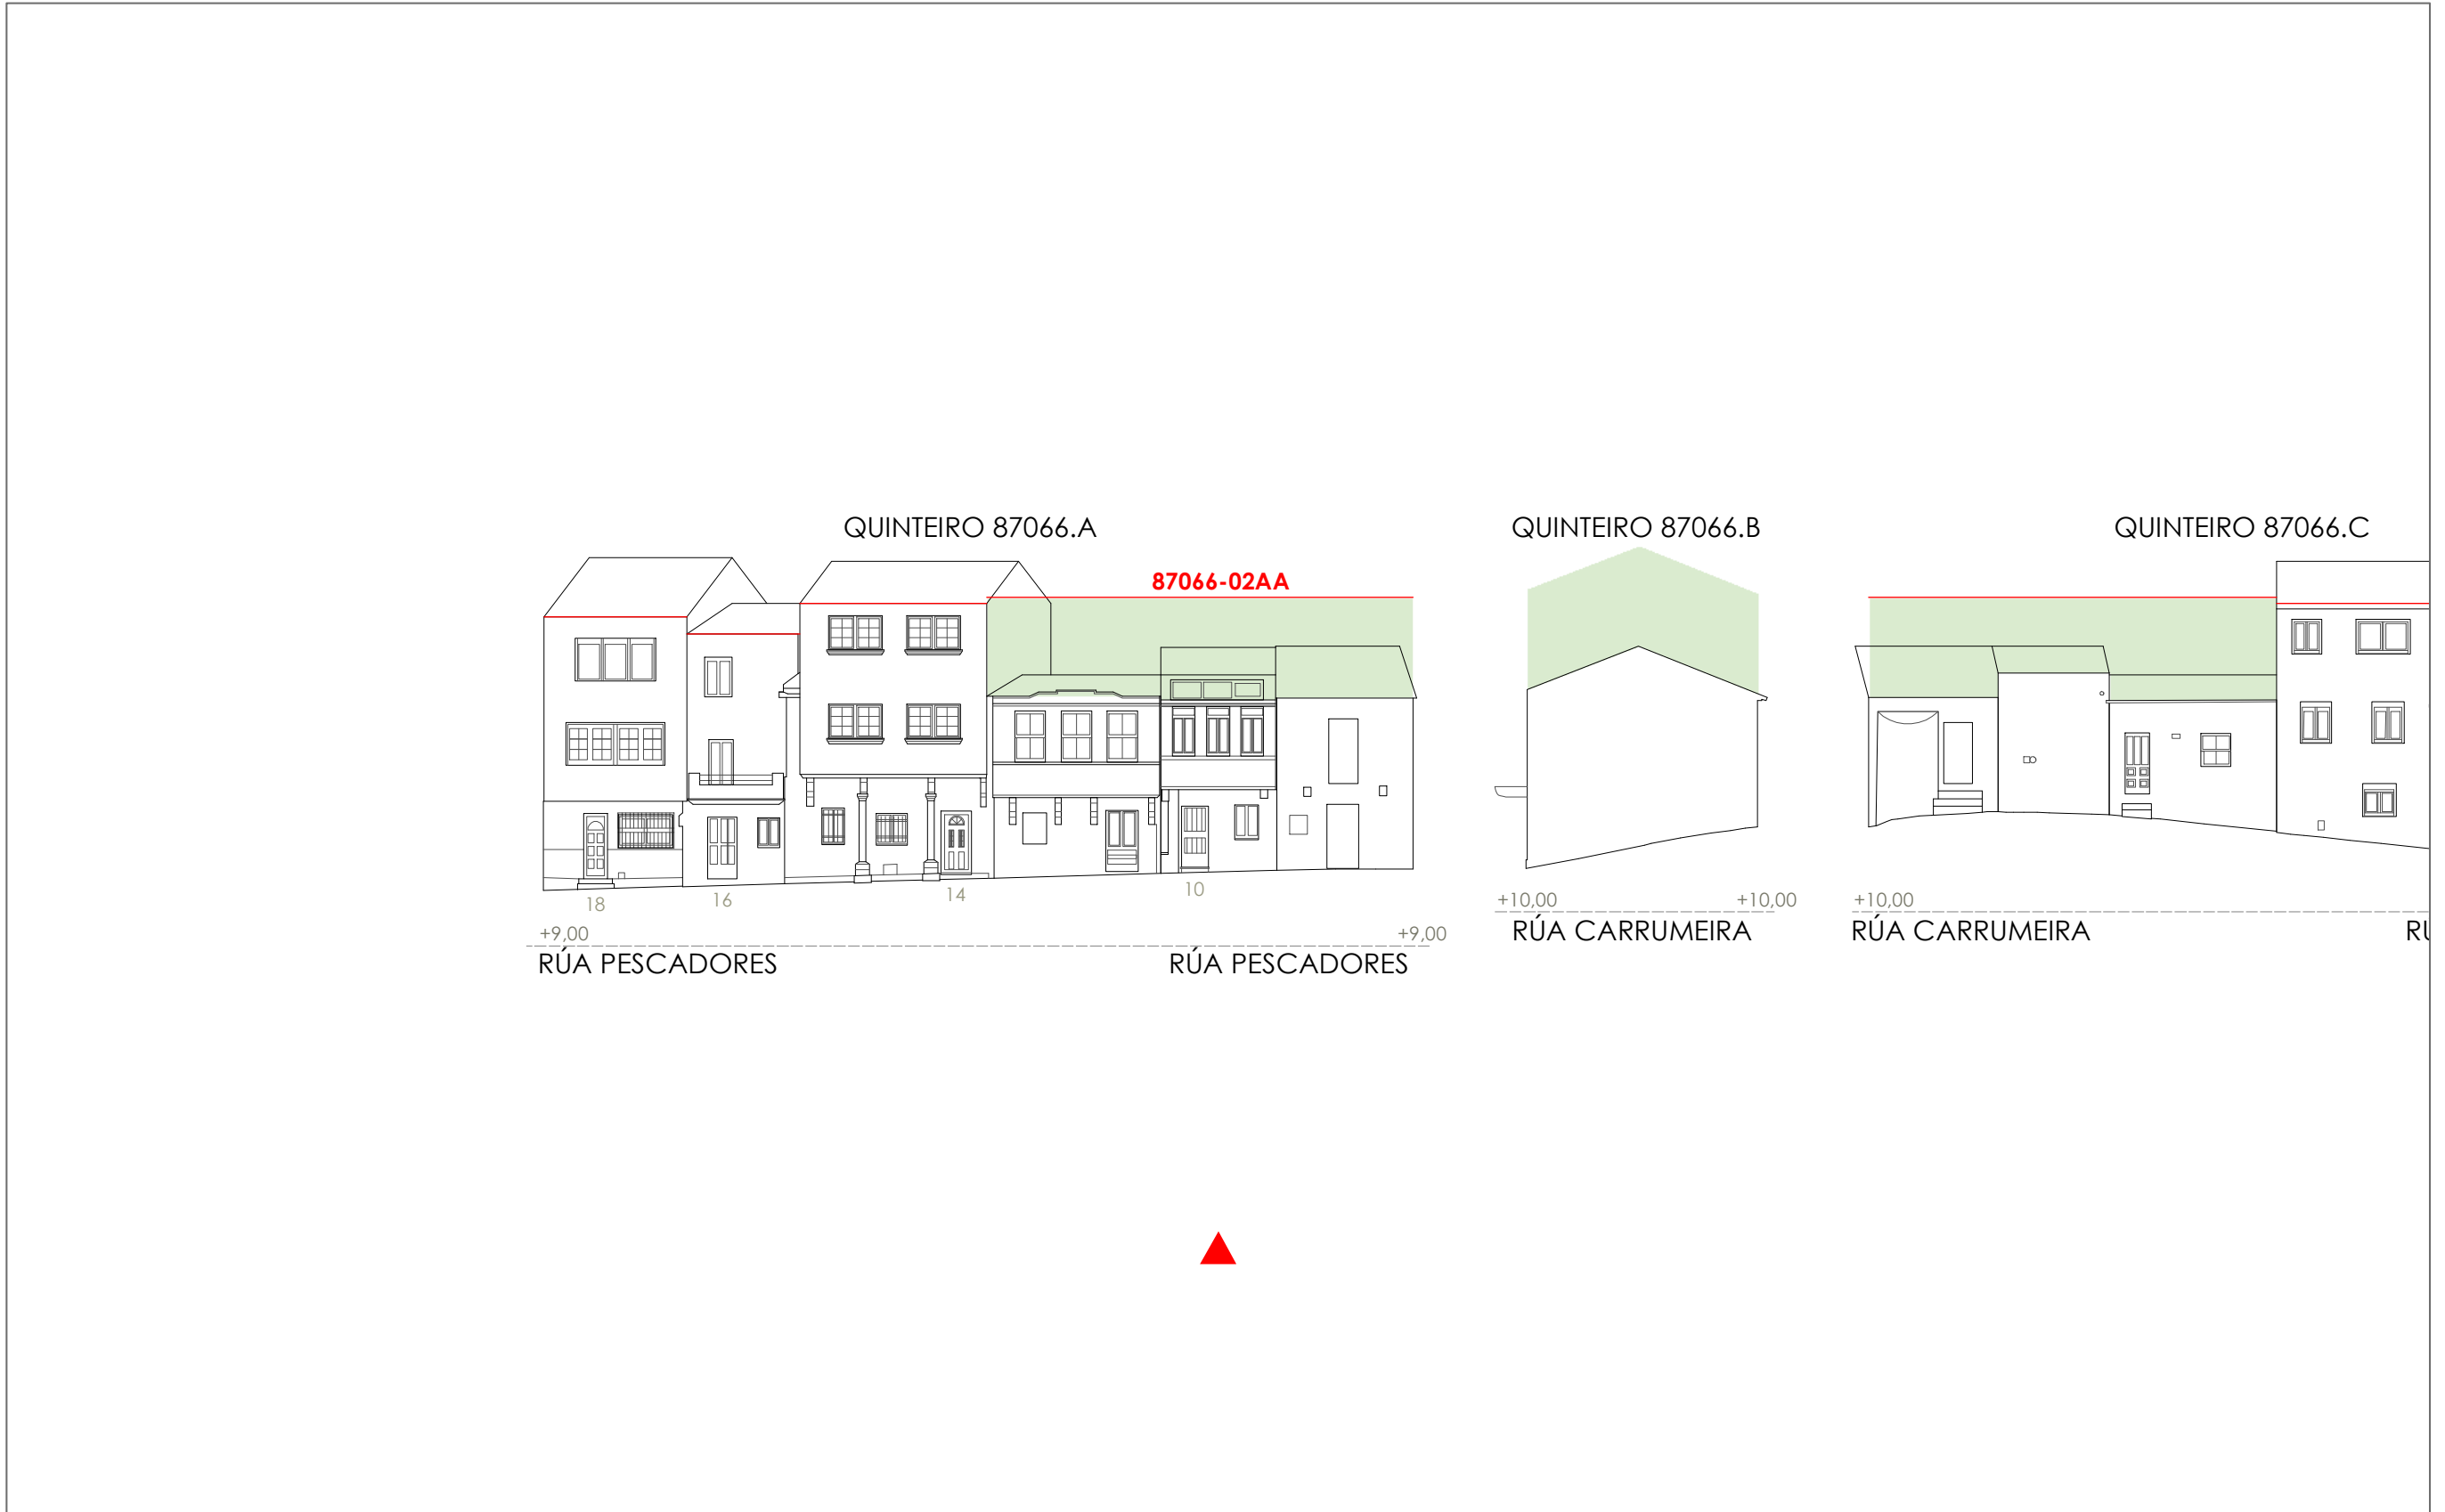 QUINTEIRO 87066.A
QUINTEIRO 87066.B
QUINTEIRO 87066.C
87066-02AA
18
16
14
10
+9,00
+9,00
RÚA PESCADORES
RÚA PESCADORES
+10,00
+10,00
RÚA CARRUMEIRA
+10,00
RÚA CARRUMEIRA